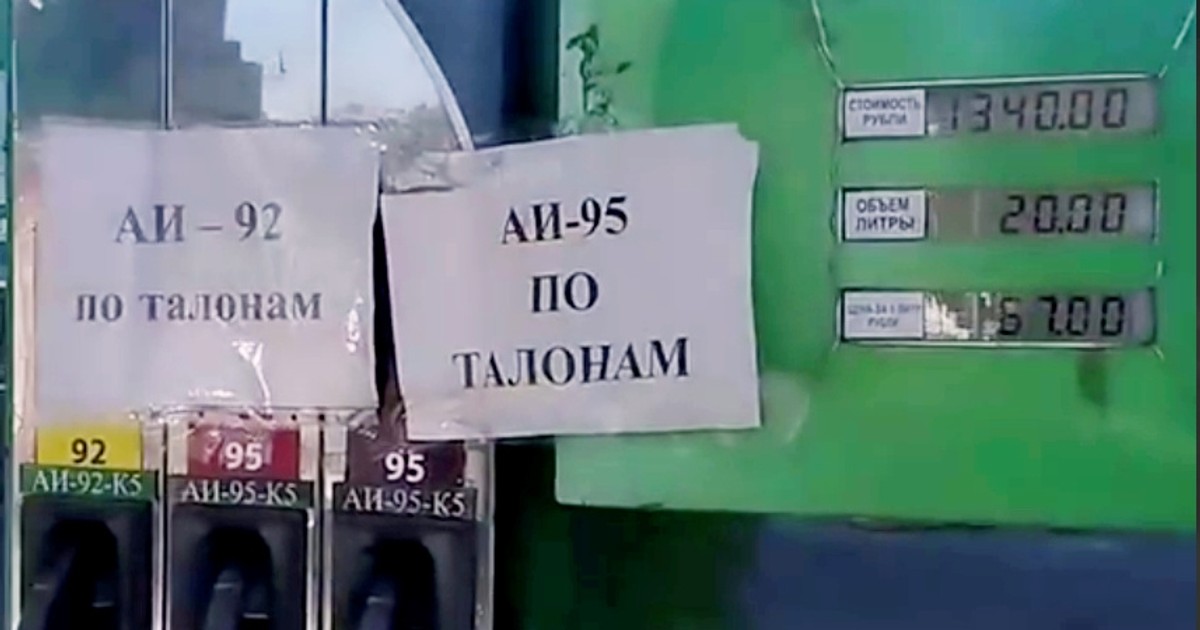 АИ – 92
по талонам
АИ-95
ПО
ТАЛОНАМ
СТОИМОСТЬ
РУБЛИ
1340.00
ОБЪЕМ
ЛИТРЫ
20.00
РУБЛИ
67.00
92
АИ-92-К5
95
АИ-95-К5
95
АИ-95-К5